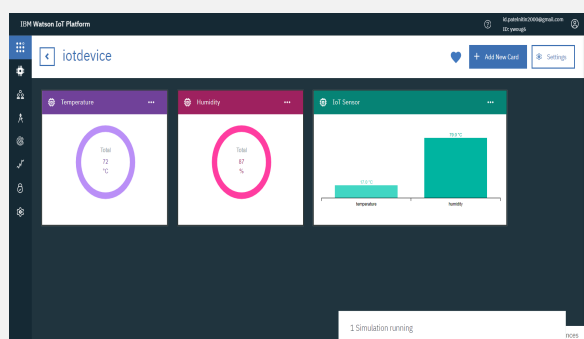 IBM Watson IoT Platform
iotdevice
+ Add New Card
Settings
Temperature
Total
72
°C
Humidity
Total
87
%
IoT Sensor
temperature
humidity
1 Simulation running